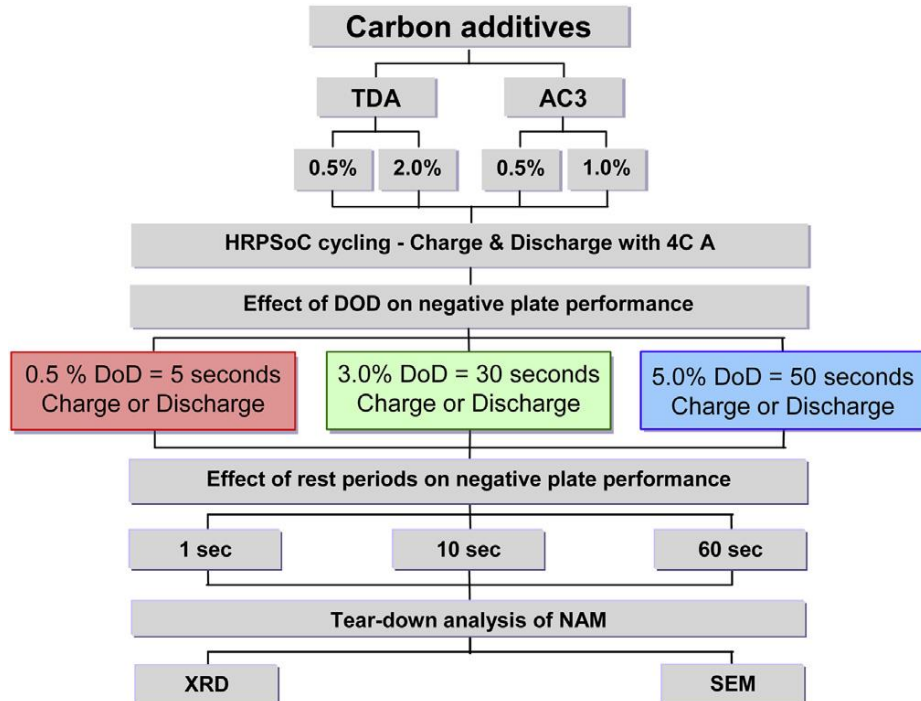 Carbon additives
TDA
AC3
0.5%
2.0%
0.5%
1.0%
HRPSoC cycling - Charge & Discharge with 4C A
Effect of DOD on negative plate performance
0.5 % DoD = 5 seconds
Charge or Discharge
3.0% DoD = 30 seconds
Charge or Discharge
5.0% DoD = 50 seconds
Charge or Discharge
Effect of rest periods on negative plate performance
1 sec
10 sec
60 sec
Tear-down analysis of NAM
XRD
SEM